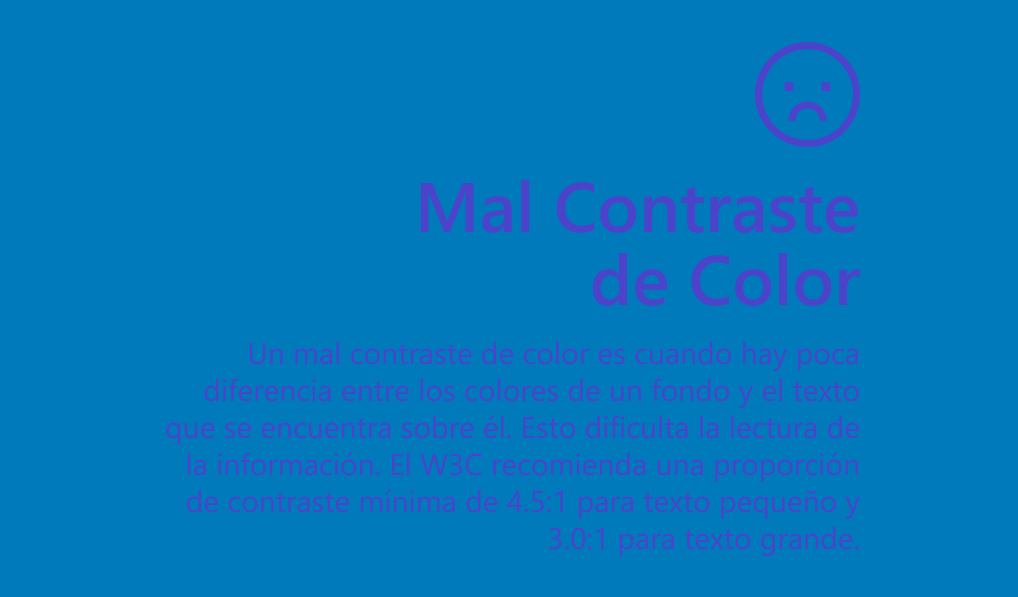 Mal Contraste
de Color
Un mal contraste de color es cuando hay poca
diferencia entre los colores de un fondo y el texto
que se encuentra sobre él. Esto dificulta la lectura de
la información. El W3C recomienda una proporción
de contraste mínima de 4.5:1 para texto pequeño y
3.0:1 para texto grande.